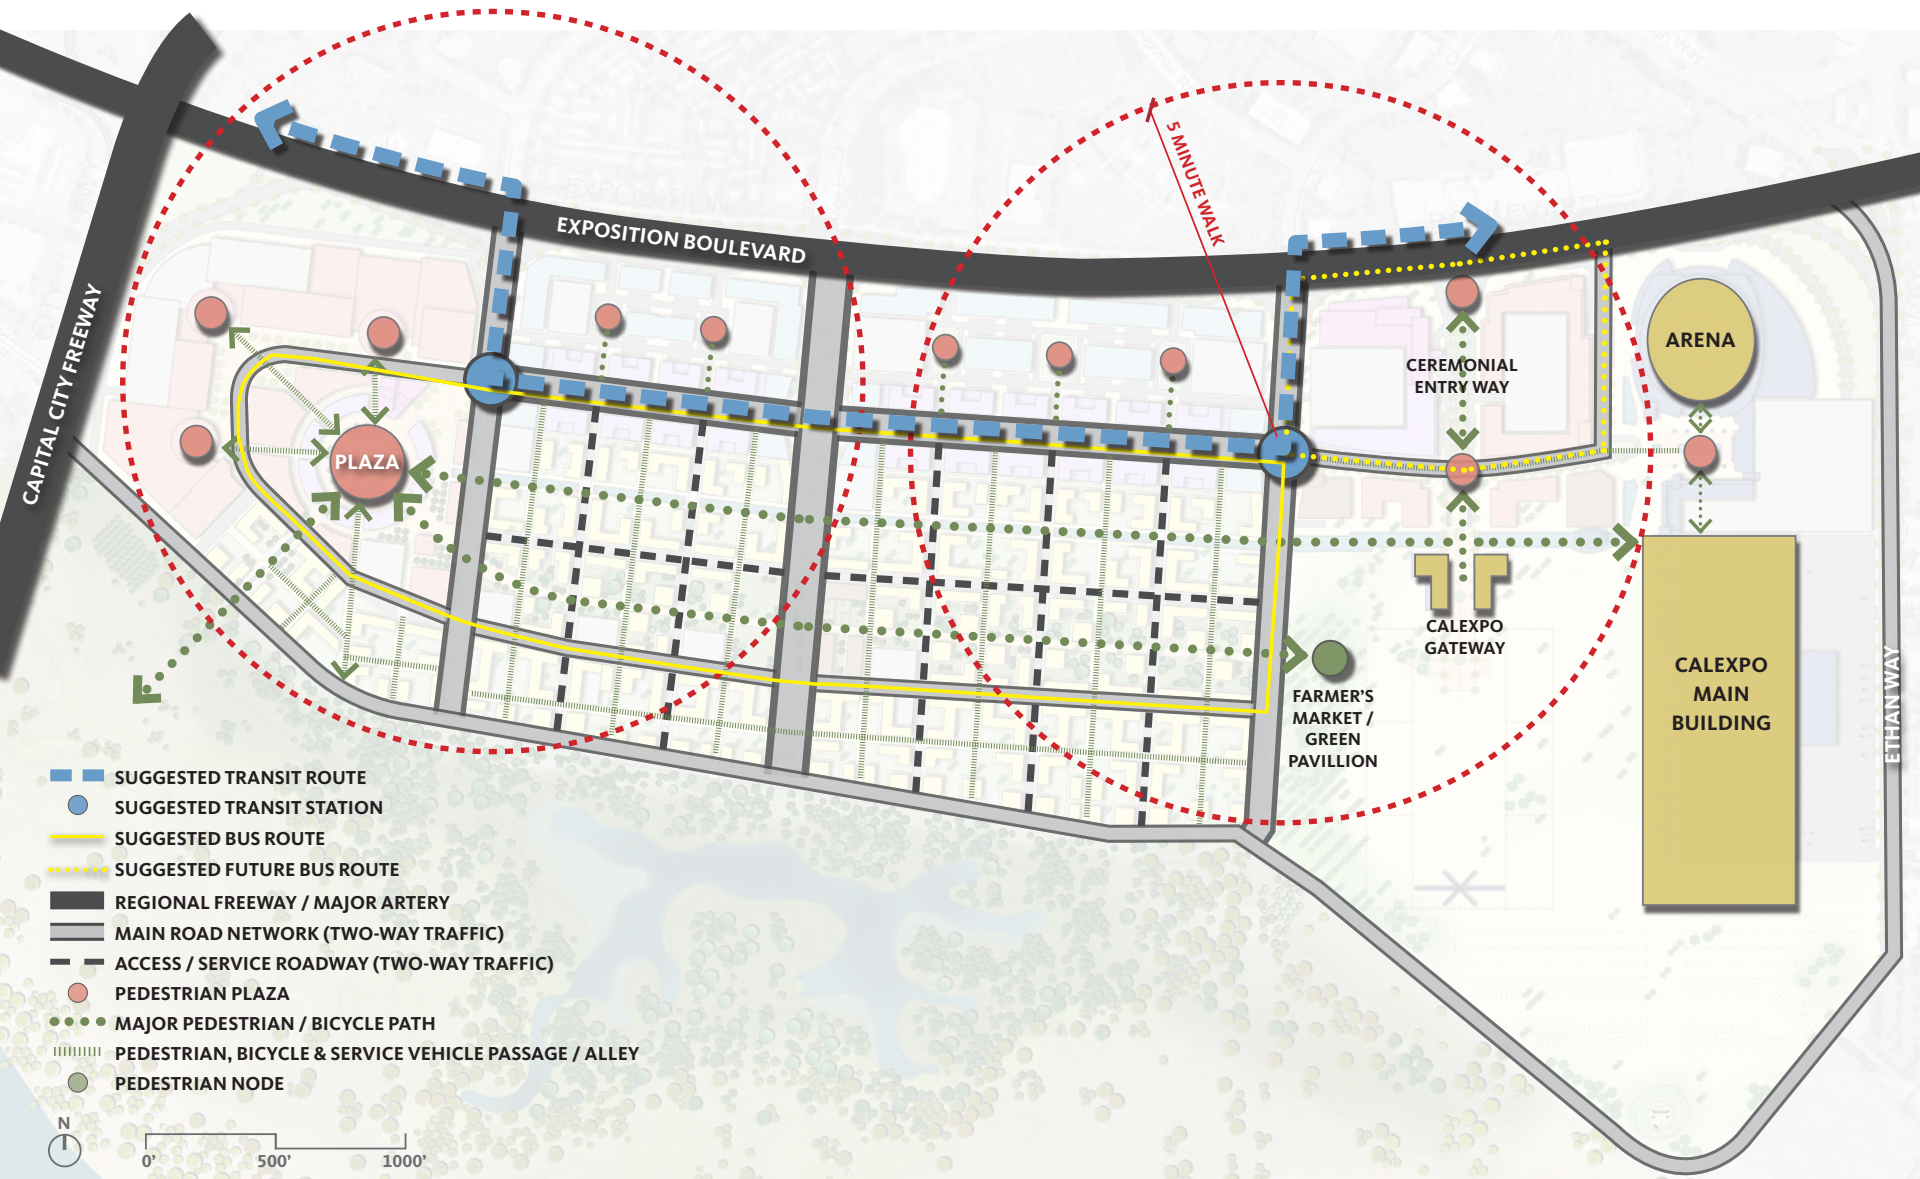 EXPOSITION BOULEVARD
CAPITAL CITY FREEWAY
5 MINUTE WALK
CEREMONIAL
ENTRY WAY
ARENA
PLAZA
CALEXPO
GATEWAY
FARMER'S
MARKET /
GREEN
PAVILLION
CALEXPO
MAIN
BUILDING
ETHAN WAY
SUGGESTED TRANSIT ROUTE
SUGGESTED TRANSIT STATION
SUGGESTED BUS ROUTE
SUGGESTED FUTURE BUS ROUTE
REGIONAL FREEWAY / MAJOR ARTERY
MAIN ROAD NETWORK (TWO-WAY TRAFFIC)
ACCESS / SERVICE ROADWAY (TWO-WAY TRAFFIC)
PEDESTRIAN PLAZA
MAJOR PEDESTRIAN / BICYCLE PATH
PEDESTRIAN, BICYCLE & SERVICE VEHICLE PASSAGE / ALLEY
PEDESTRIAN NODE
N
0' 500' 1000'